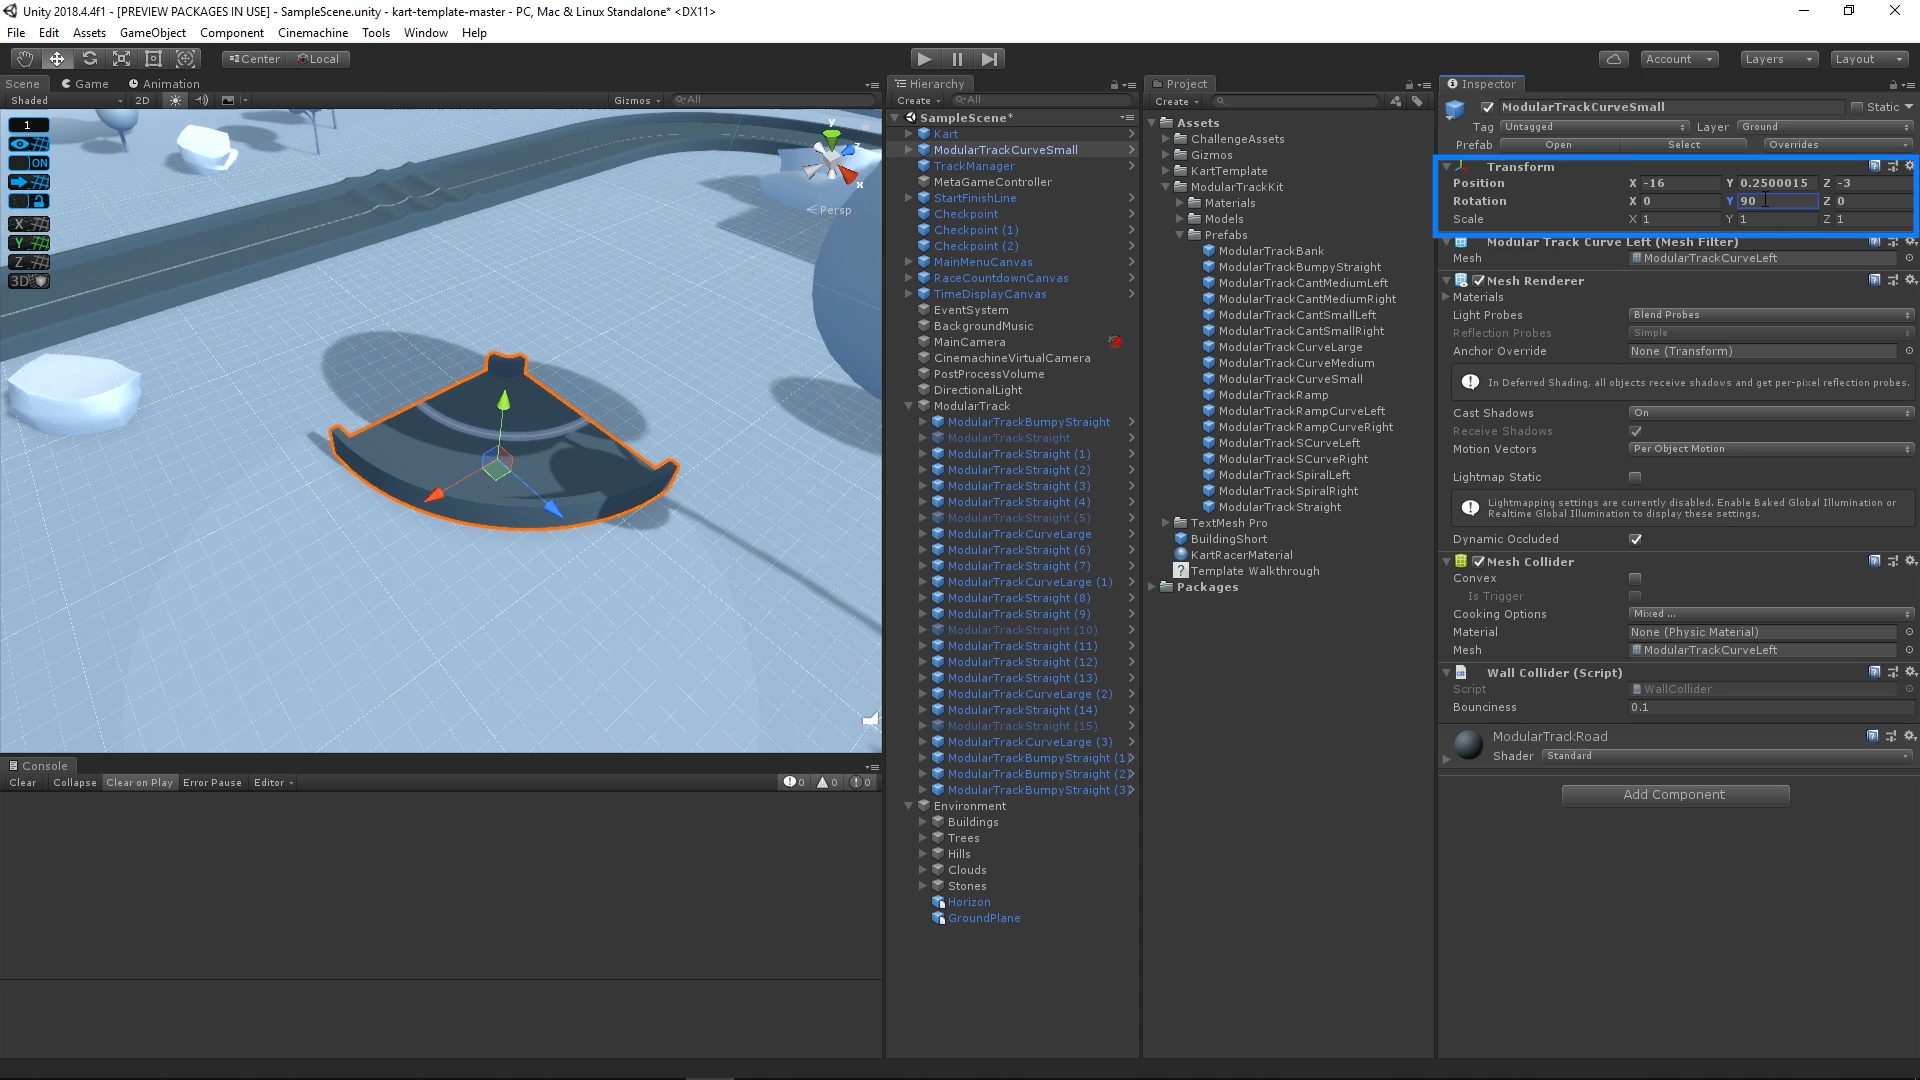 Unity 2018.4.4f1 - [PREVIEW PACKAGES IN USE] - SampleScene.unity - kart-template-master - PC, Mac & Linux Standalone* <DX11>
File Edit Assets GameObject Component Cinemachine Tools Window Help
Center Local Account Layers Layout
Scene Game Animation
Shaded 2D Gizmos All
1
ON
X
Y
Z
3D
y
z
x
Persp
Console
Clear Collapse Clear on Play Error Pause Editor 0 0 0
Hierarchy
Create All
SampleScene*
Kart
ModularTrackCurveSmall
TrackManager
MetaGameController
StartFinishLine
Checkpoint
Checkpoint (1)
Checkpoint (2)
MainMenuCanvas
RaceCountdownCanvas
TimeDisplayCanvas
EventSystem
BackgroundMusic
MainCamera
CinemachineVirtualCamera
PostProcessVolume
DirectionalLight
ModularTrack
ModularTrackBumpyStraight
ModularTrackStraight
ModularTrackStraight (1)
ModularTrackStraight (2)
ModularTrackStraight (3)
ModularTrackStraight (4)
ModularTrackStraight (5)
ModularTrackCurveLarge
ModularTrackStraight (6)
ModularTrackStraight (7)
ModularTrackCurveLarge (1)
ModularTrackStraight (8)
ModularTrackStraight (9)
ModularTrackStraight (10)
ModularTrackStraight (11)
ModularTrackStraight (12)
ModularTrackStraight (13)
ModularTrackCurveLarge (2)
ModularTrackStraight (14)
ModularTrackStraight (15)
ModularTrackCurveLarge (3)
ModularTrackBumpyStraight (1)
ModularTrackBumpyStraight (2)
ModularTrackBumpyStraight (3)
Environment
Buildings
Trees
Hills
Clouds
Stones
Horizon
GroundPlane
Project
Create
Assets
ChallengeAssets
Gizmos
KartTemplate
ModularTrackKit
Materials
Models
Prefabs
ModularTrackBank
ModularTrackBumpyStraight
ModularTrackCantMediumLeft
ModularTrackCantMediumRight
ModularTrackCantSmallLeft
ModularTrackCantSmallRight
ModularTrackCurveLarge
ModularTrackCurveMedium
ModularTrackCurveSmall
ModularTrackRamp
ModularTrackRampCurveLeft
ModularTrackRampCurveRight
ModularTrackSCurveLeft
ModularTrackSCurveRight
ModularTrackSpiralLeft
ModularTrackSpiralRight
ModularTrackStraight
TextMesh Pro
BuildingShort
KartRacerMaterial
Template Walkthrough
Packages
Inspector
ModularTrackCurveSmall Static
Tag Untagged Layer Ground
Prefab Open Select Overrides
Transform
Position X -16 Y 0.2500015 Z -3
Rotation X 0 Y 90 Z 0
Scale X 1 Y 1 Z 1
Modular Track Curve Left (Mesh Filter)
Mesh ModularTrackCurveLeft
Mesh Renderer
Materials
Light Probes Blend Probes
Reflection Probes Simple
Anchor Override None (Transform)
In Deferred Shading, all objects receive shadows and get per-pixel reflection probes.
Cast Shadows On
Receive Shadows
Motion Vectors Per Object Motion
Lightmap Static
Lightmapping settings are currently disabled. Enable Baked Global Illumination or
Realtime Global Illumination to display these settings.
Dynamic Occluded
Mesh Collider
Convex
Is Trigger
Cooking Options Mixed ...
Material None (Physic Material)
Mesh ModularTrackCurveLeft
Wall Collider (Script)
Script WallCollider
Bounciness 0.1
ModularTrackRoad
Shader Standard
Add Component